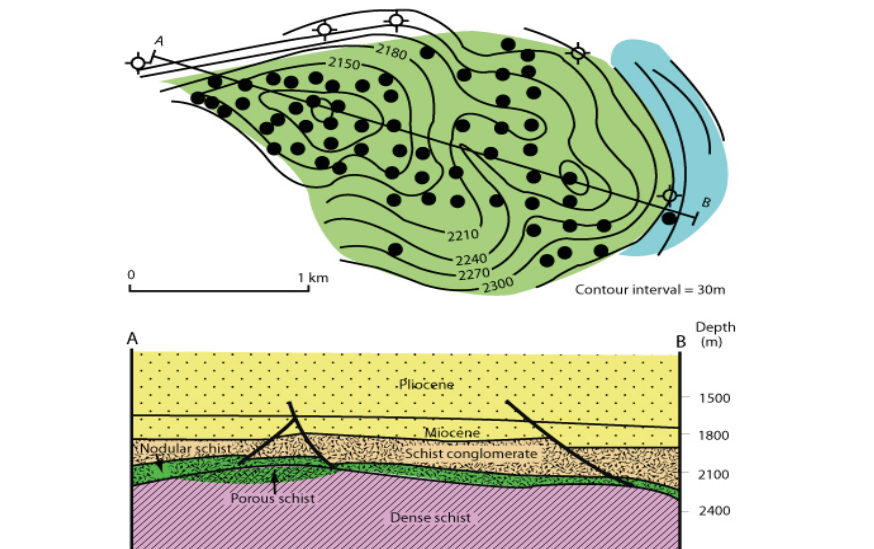 A
2180
2150
B
2210
2240
2270
2300
0
1 km
Contour interval = 30m
A
B
Depth
(m)
Pliocene
1500
Miocene
1800
Nodular schist
Schist conglomerate
2100
Porous schist
2400
Dense schist